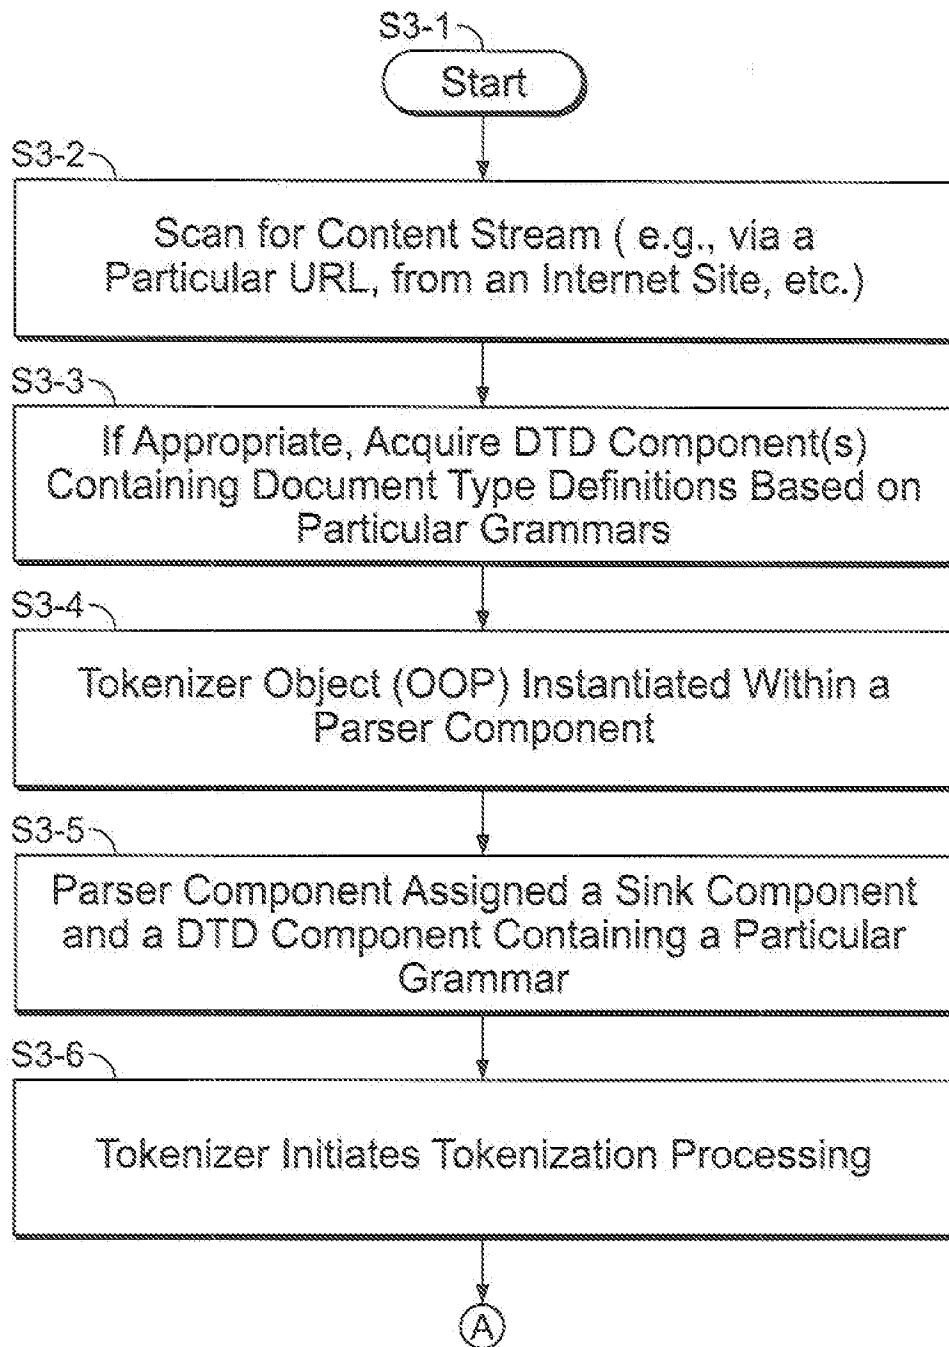 S3-1
Start
S3-2
Scan for Content Stream ( e.g., via a
Particular URL, from an Internet Site, etc.)
S3-3
If Appropriate, Acquire DTD Component(s)
Containing Document Type Definitions Based on
Particular Grammars
S3-4
Tokenizer Object (OOP) Instantiated Within a
Parser Component
S3-5
Parser Component Assigned a Sink Component
and a DTD Component Containing a Particular
Grammar
S3-6
Tokenizer Initiates Tokenization Processing
A